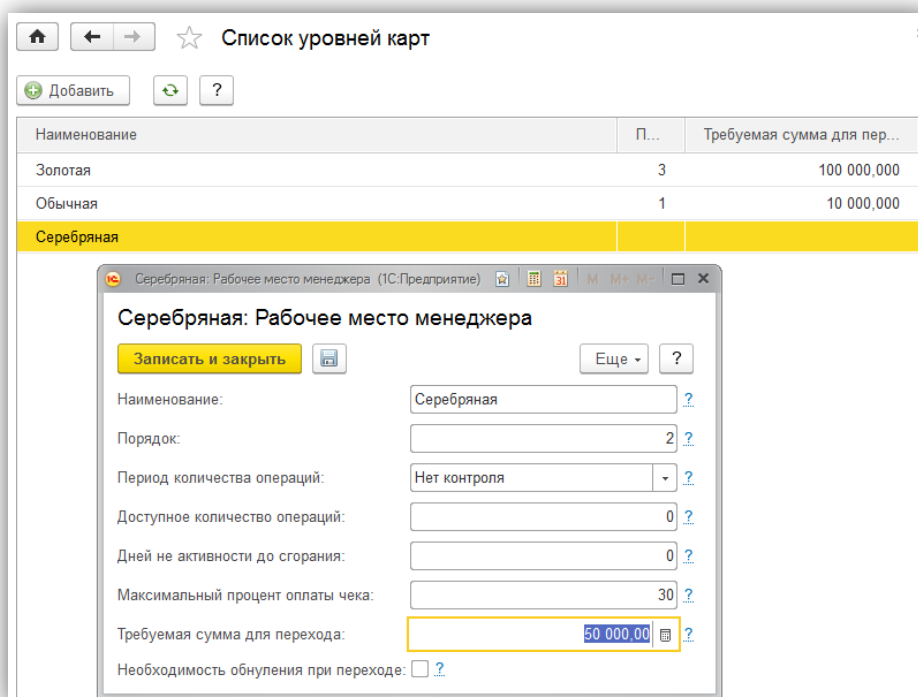 Список уровней карт
Добавить ?
Наименование П... Требуемая сумма для пер...
Золотая 3 100 000,000
Обычная 1 10 000,000
Серебряная
1С Серебряная: Рабочее место менеджера (1С:Предприятие) 31 M M+ M-
Серебряная: Рабочее место менеджера
Записать и закрыть Еще ?
Наименование: Серебряная ?
Порядок: 2 ?
Период количества операций: Нет контроля ?
Доступное количество операций: 0 ?
Дней не активности до сгорания: 0 ?
Максимальный процент оплаты чека: 30 ?
Требуемая сумма для перехода: 50 000,00 ?
Необходимость обнуления при переходе: ?